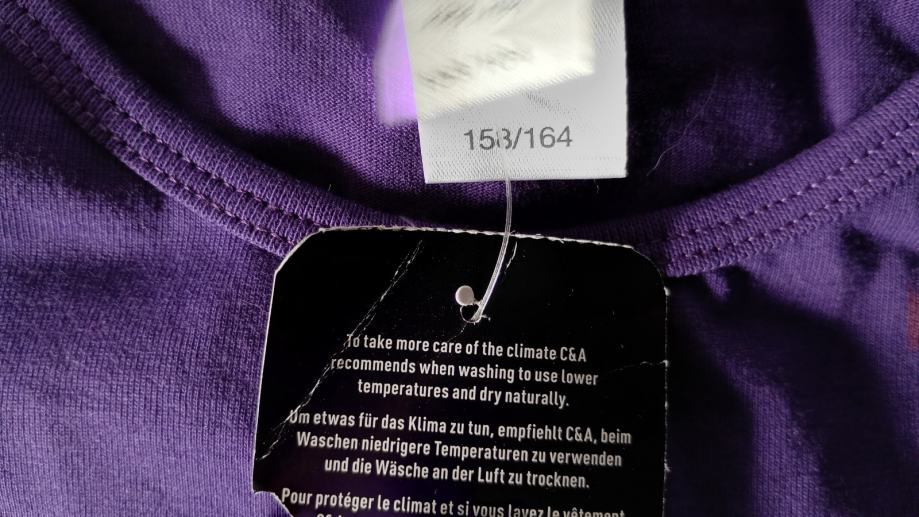 158/164
To take more care of the climate C&A
recommends when washing to use lower
temperatures and dry naturally.
Um etwas für das Klima zu tun, empfiehlt C&A, beim
Waschen niedrigere Temperaturen zu verwenden
und die Wäsche an der Luft zu trocknen.
Pour protéger le climat et si vous lavez le vêtement